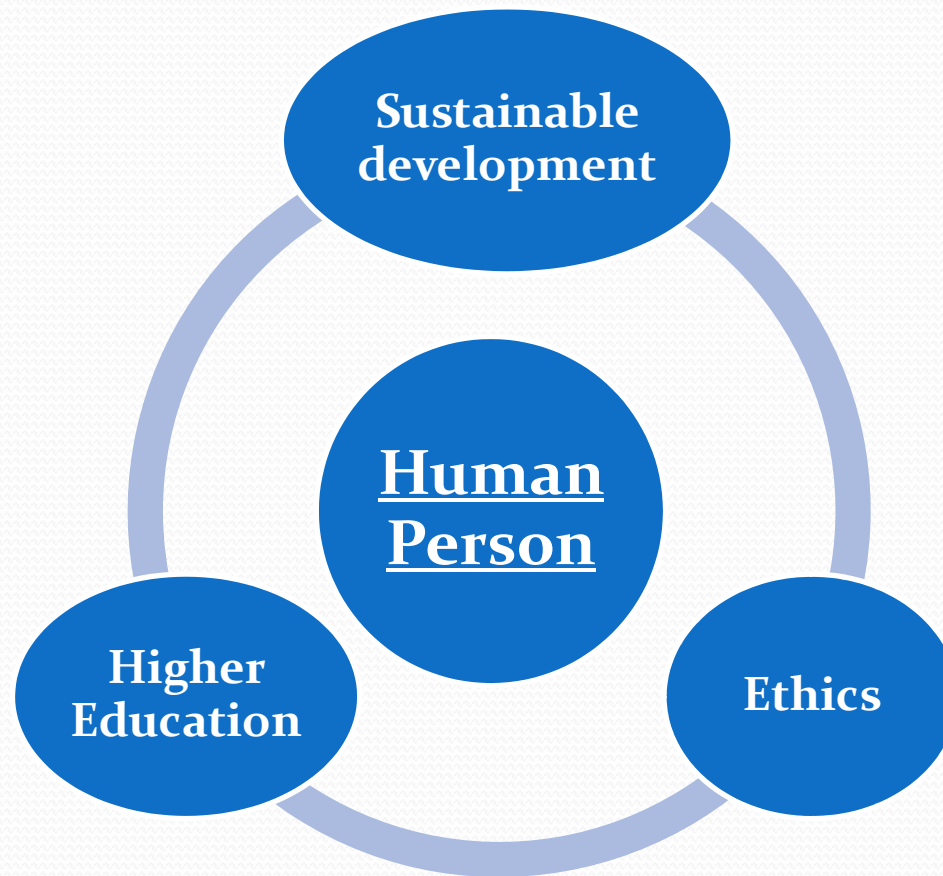 Sustainable
development
Human
Person
Higher
Education
Ethics